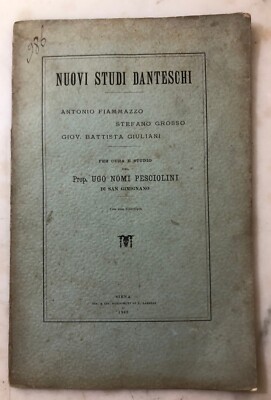 986
NUOVI STUDI DANTESCHI
ANTONIO FIAMMAZZO
STEFANO GROSSO
GIOV. BATTISTA GIULIANI
PER CURA E STUDIO
DEL
Prof. UGO NOMI PESCIOLINI
DI SAN GIMIGNANO
SIENA